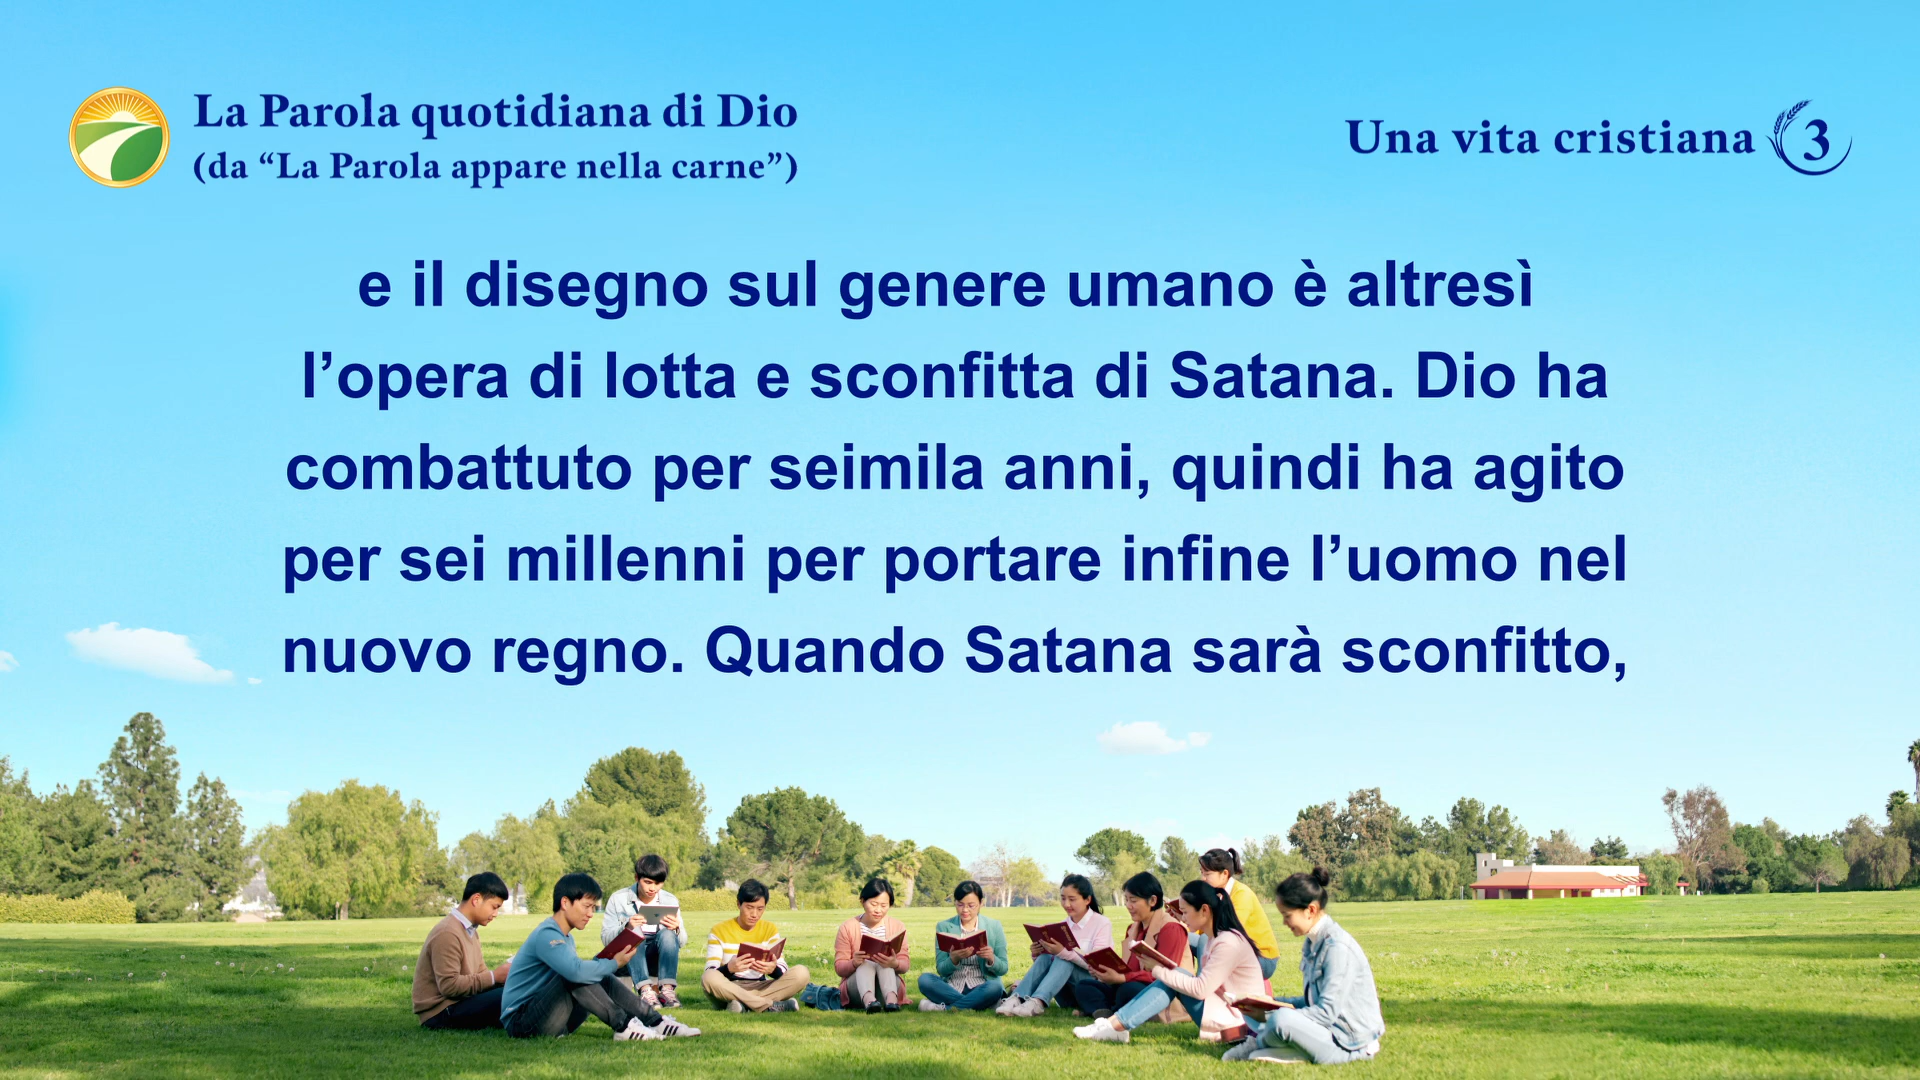 La Parola quotidiana di Dio
(da “La Parola appare nella carne”)
Una vita cristiana 3
e il disegno sul genere umano è altresì
l’opera di lotta e sconfitta di Satana. Dio ha
combattuto per seimila anni, quindi ha agito
per sei millenni per portare infine l’uomo nel
nuovo regno. Quando Satana sarà sconfitto,